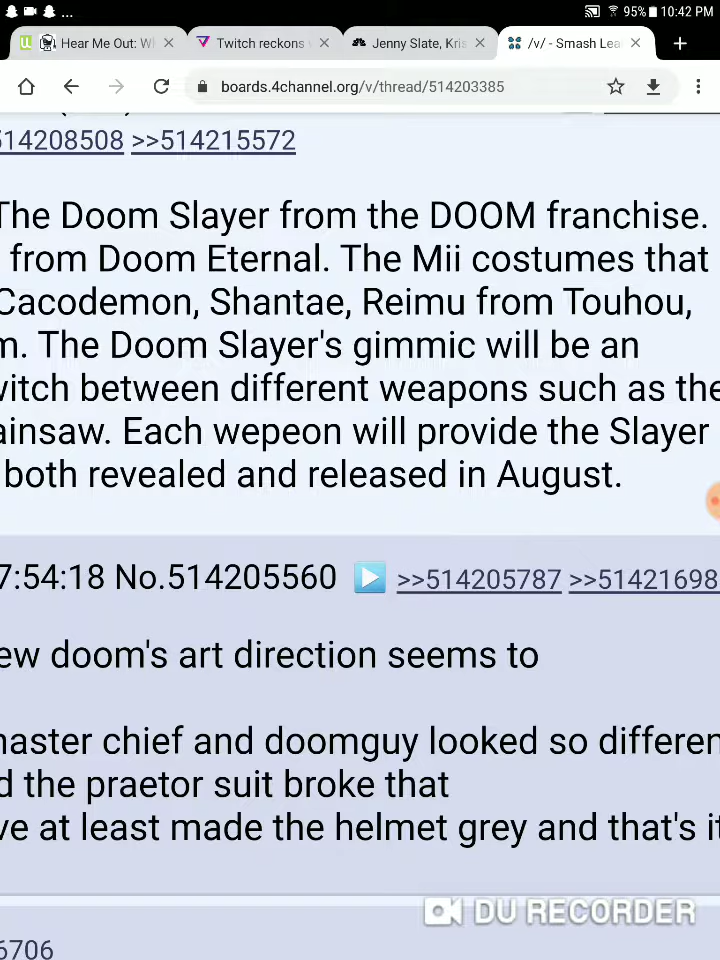 ... 95% 10:42 PM
Hear Me Out: W × Twitch reckons × Jenny Slate, Kris × /v/ - Smash Lea × +
boards.4channel.org/v/thread/514203385
514208508 >>514215572
The Doom Slayer from the DOOM franchise.
from Doom Eternal. The Mii costumes that
Cacodemon, Shantae, Reimu from Touhou,
m. The Doom Slayer's gimmic will be an
witch between different weapons such as the
ainsaw. Each wepeon will provide the Slayer
both revealed and released in August.
7:54:18 No.514205560 >>514205787 >>51421698
ew doom's art direction seems to
master chief and doomguy looked so differen
d the praetor suit broke that
ve at least made the helmet grey and that's it
DU RECORDER
6706